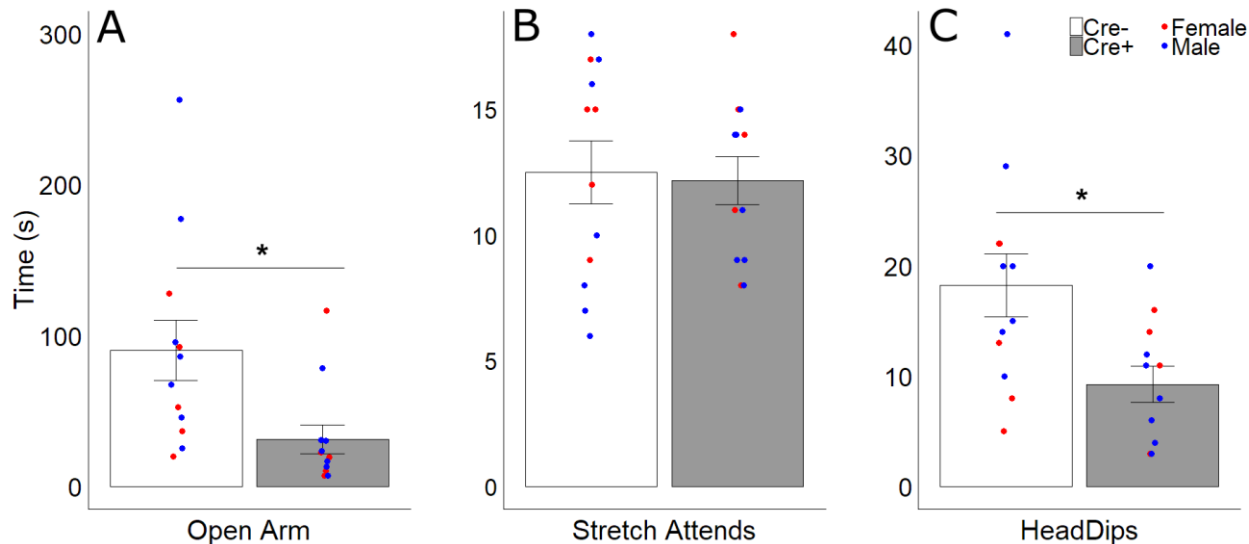 A
B
C
Cre-
Cre+
Female
Male
Time (s)
300
200
100
0
*
Open Arm
15
10
5
0
Stretch Attends
40
30
20
10
0
*
HeadDips